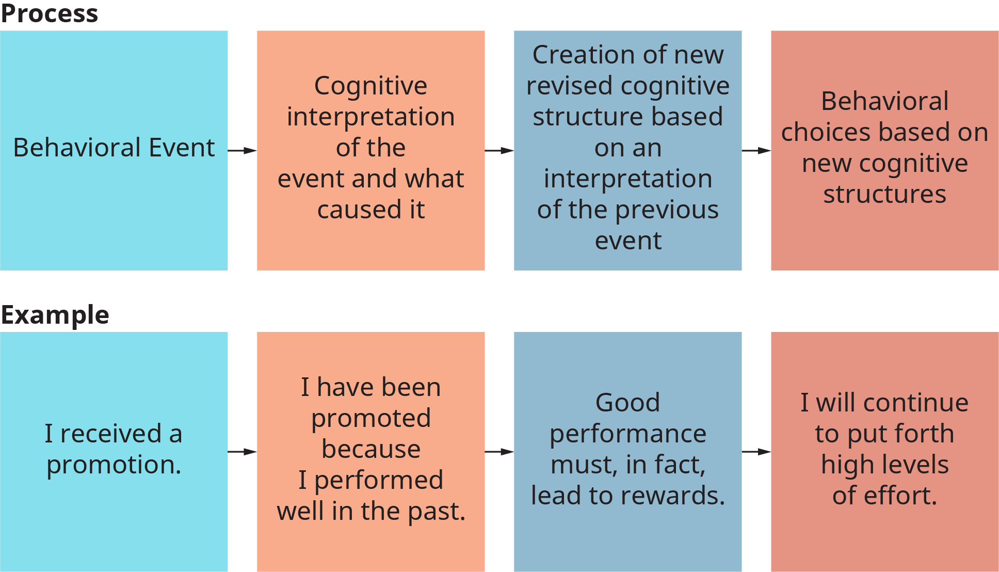 Process
Behavioral Event
Cognitive
interpretation
of the
event and what
caused it
Creation of new
revised cognitive
structure based
on an
interpretation
of the previous
event
Behavioral
choices based on
new cognitive
structures
Example
I received a
promotion.
I have been
promoted
because
I performed
well in the past.
Good
performance
must, in fact,
lead to rewards.
I will continue
to put forth
high levels
of effort.